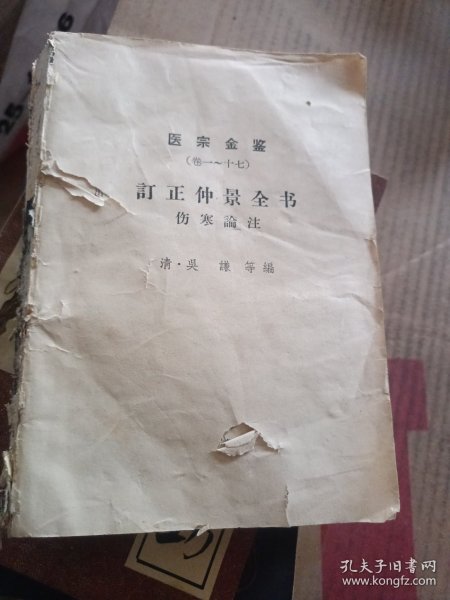 医宗金鉴
(卷一～十七)
訂正仲景全书
伤寒論注
清·吳謙等編
孔夫子旧书网
www.kongfz.com